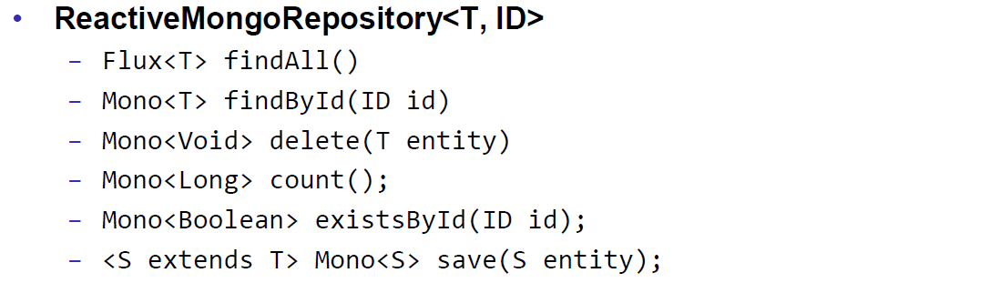 • ReactiveMongoRepository<T, ID>
– Flux<T> findAll()
– Mono<T> findById(ID id)
– Mono<Void> delete(T entity)
– Mono<Long> count();
– Mono<Boolean> existsById(ID id);
– <S extends T> Mono<S> save(S entity);